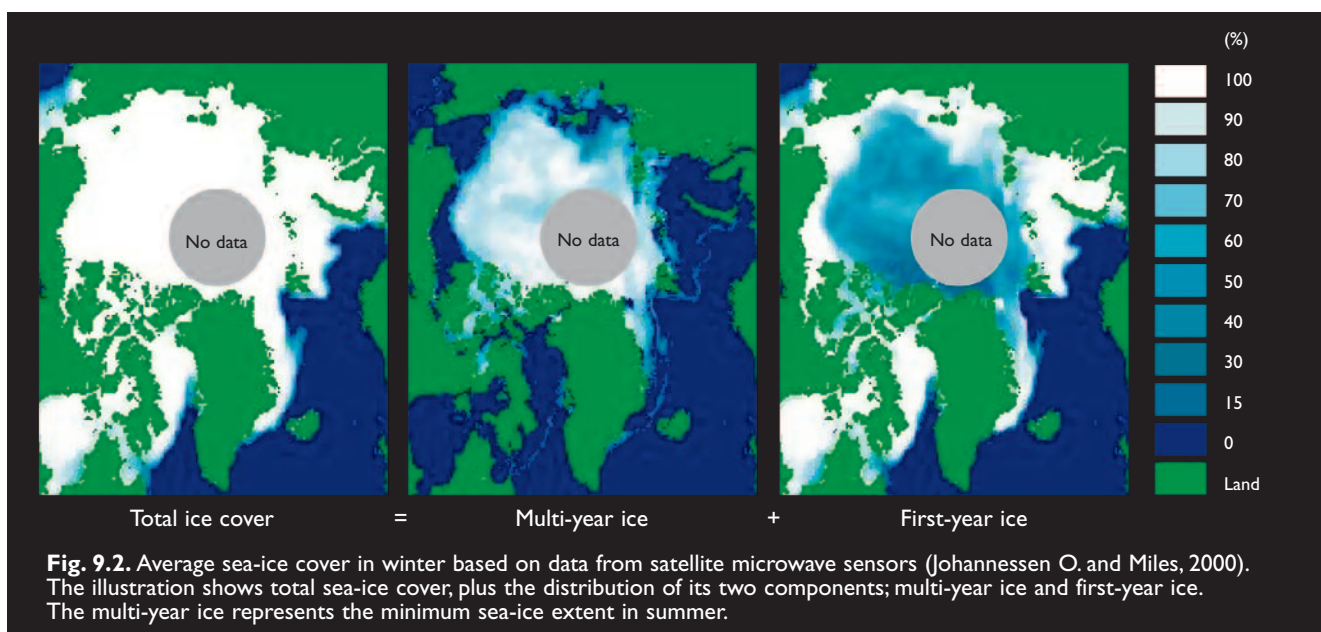 (%)
100
90
80
70
60
50
40
30
15
0
Land
No data
No data
No data
Total ice cover = Multi-year ice + First-year ice
Fig. 9.2. Average sea-ice cover in winter based on data from satellite microwave sensors (Johannessen O. and Miles, 2000).
The illustration shows total sea-ice cover, plus the distribution of its two components; multi-year ice and first-year ice.
The multi-year ice represents the minimum sea-ice extent in summer.